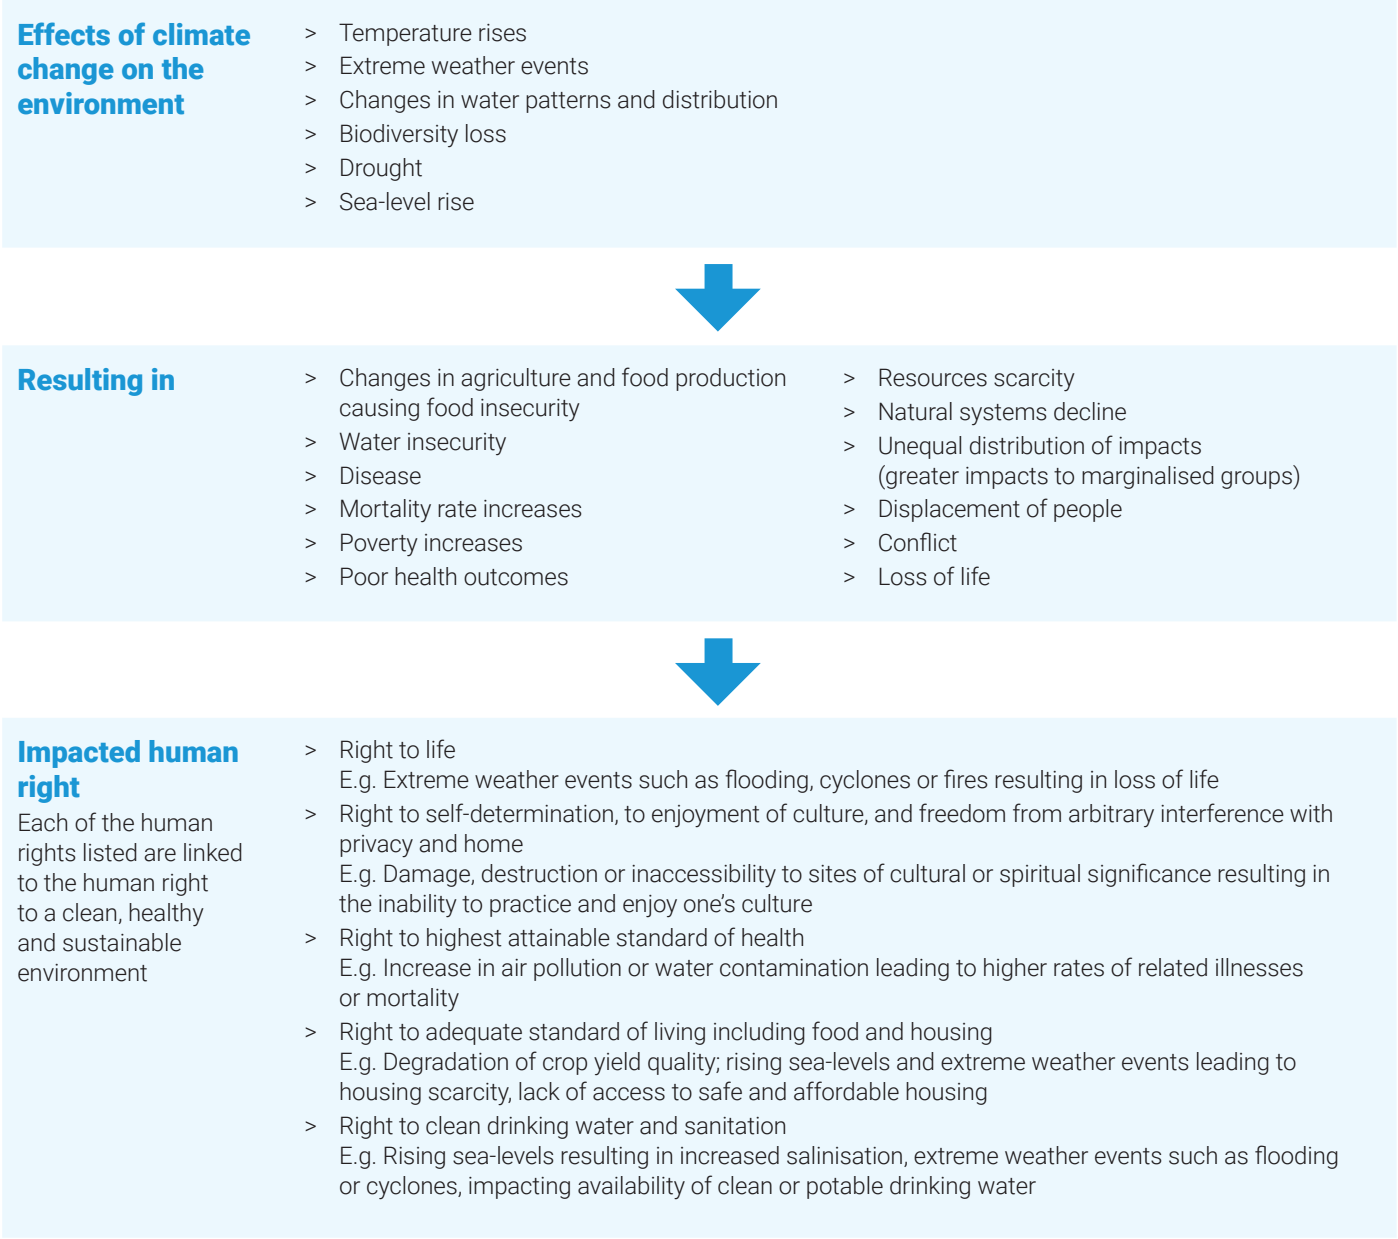 Effects of climate
change on the
environment
> Temperature rises
> Extreme weather events
> Changes in water patterns and distribution
> Biodiversity loss
> Drought
> Sea-level rise
Resulting in
> Changes in agriculture and food production
causing food insecurity
> Water insecurity
> Disease
> Mortality rate increases
> Poverty increases
> Poor health outcomes
> Resources scarcity
> Natural systems decline
> Unequal distribution of impacts
(greater impacts to marginalised groups)
> Displacement of people
> Conflict
> Loss of life
Impacted human
right
Each of the human
rights listed are linked
to the human right
to a clean, healthy
and sustainable
environment
> Right to life
E.g. Extreme weather events such as flooding, cyclones or fires resulting in loss of life
> Right to self-determination, to enjoyment of culture, and freedom from arbitrary interference with
privacy and home
E.g. Damage, destruction or inaccessibility to sites of cultural or spiritual significance resulting in
the inability to practice and enjoy one’s culture
> Right to highest attainable standard of health
E.g. Increase in air pollution or water contamination leading to higher rates of related illnesses
or mortality
> Right to adequate standard of living including food and housing
E.g. Degradation of crop yield quality; rising sea-levels and extreme weather events leading to
housing scarcity, lack of access to safe and affordable housing
> Right to clean drinking water and sanitation
E.g. Rising sea-levels resulting in increased salinisation, extreme weather events such as flooding
or cyclones, impacting availability of clean or potable drinking water